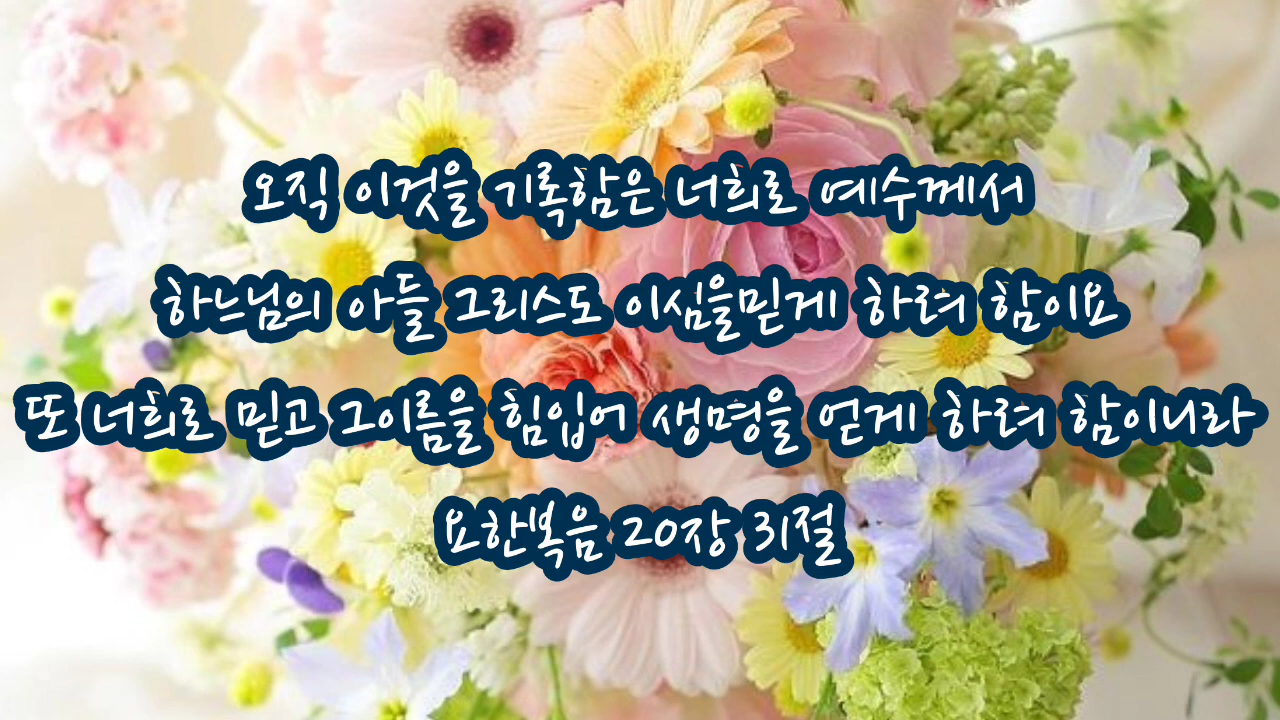 오직 이것을 기록함은 너희로 예수께서
하느님의 아들 그리스도 이심을믿게 하려 함이요
또 너희로 믿고 그이름을 힘입어 생명을 얻게 하려 함이니라
요한복음 20장 31절